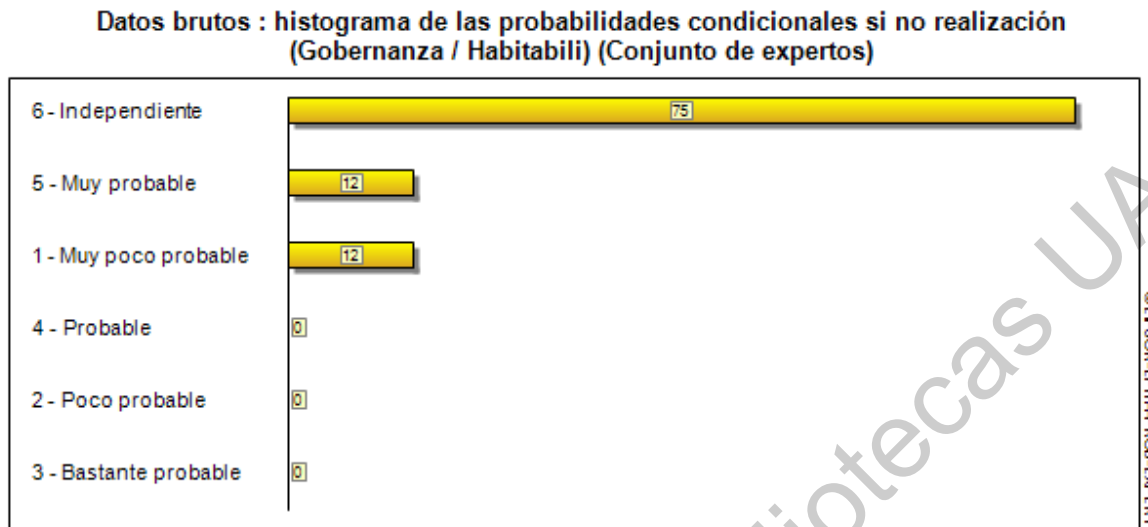 Datos brutos : histograma de las probabilidades condicionales si no realización
(Gobernanza / Habitabili) (Conjunto de expertos)
6 - Independiente
75
5 - Muy probable
12
1 - Muy poco probable
12
4 - Probable
0
2 - Poco probable
0
3 - Bastante probable
0
bliotecas UA